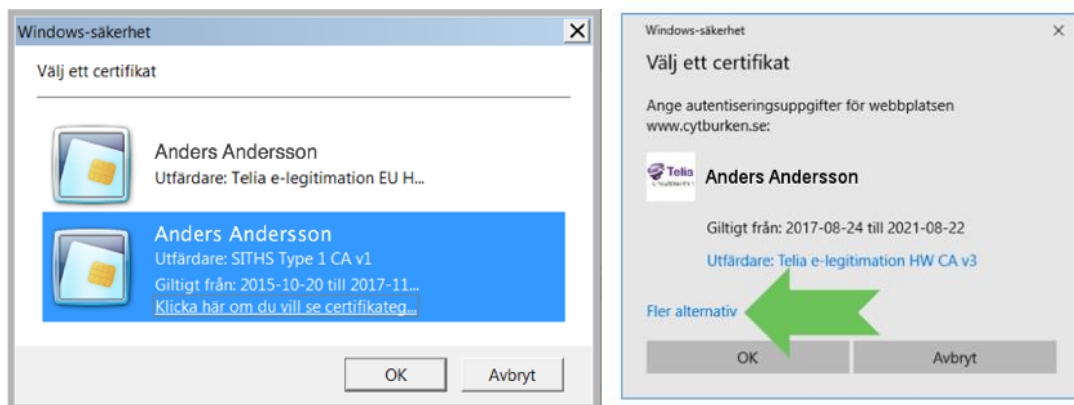 Windows-säkerhet
Välj ett certifikat
Anders Andersson
Utfärdare: Telia e-legitimation EU H...
Anders Andersson
Utfärdare: SITHS Type 1 CA v1
Giltigt från: 2015-10-20 till 2017-11...
Klicka här om du vill se certifikateg...
OK
Avbryt
Windows-säkerhet
Välj ett certifikat
Ange autentiseringsuppgifter för webbplatsen
www.cytburken.se:
Telia
Anders Andersson
Giltigt från: 2017-08-24 till 2021-08-22
Utfärdare: Telia e-legitimation HW CA v3
Fler alternativ
OK
Avbryt